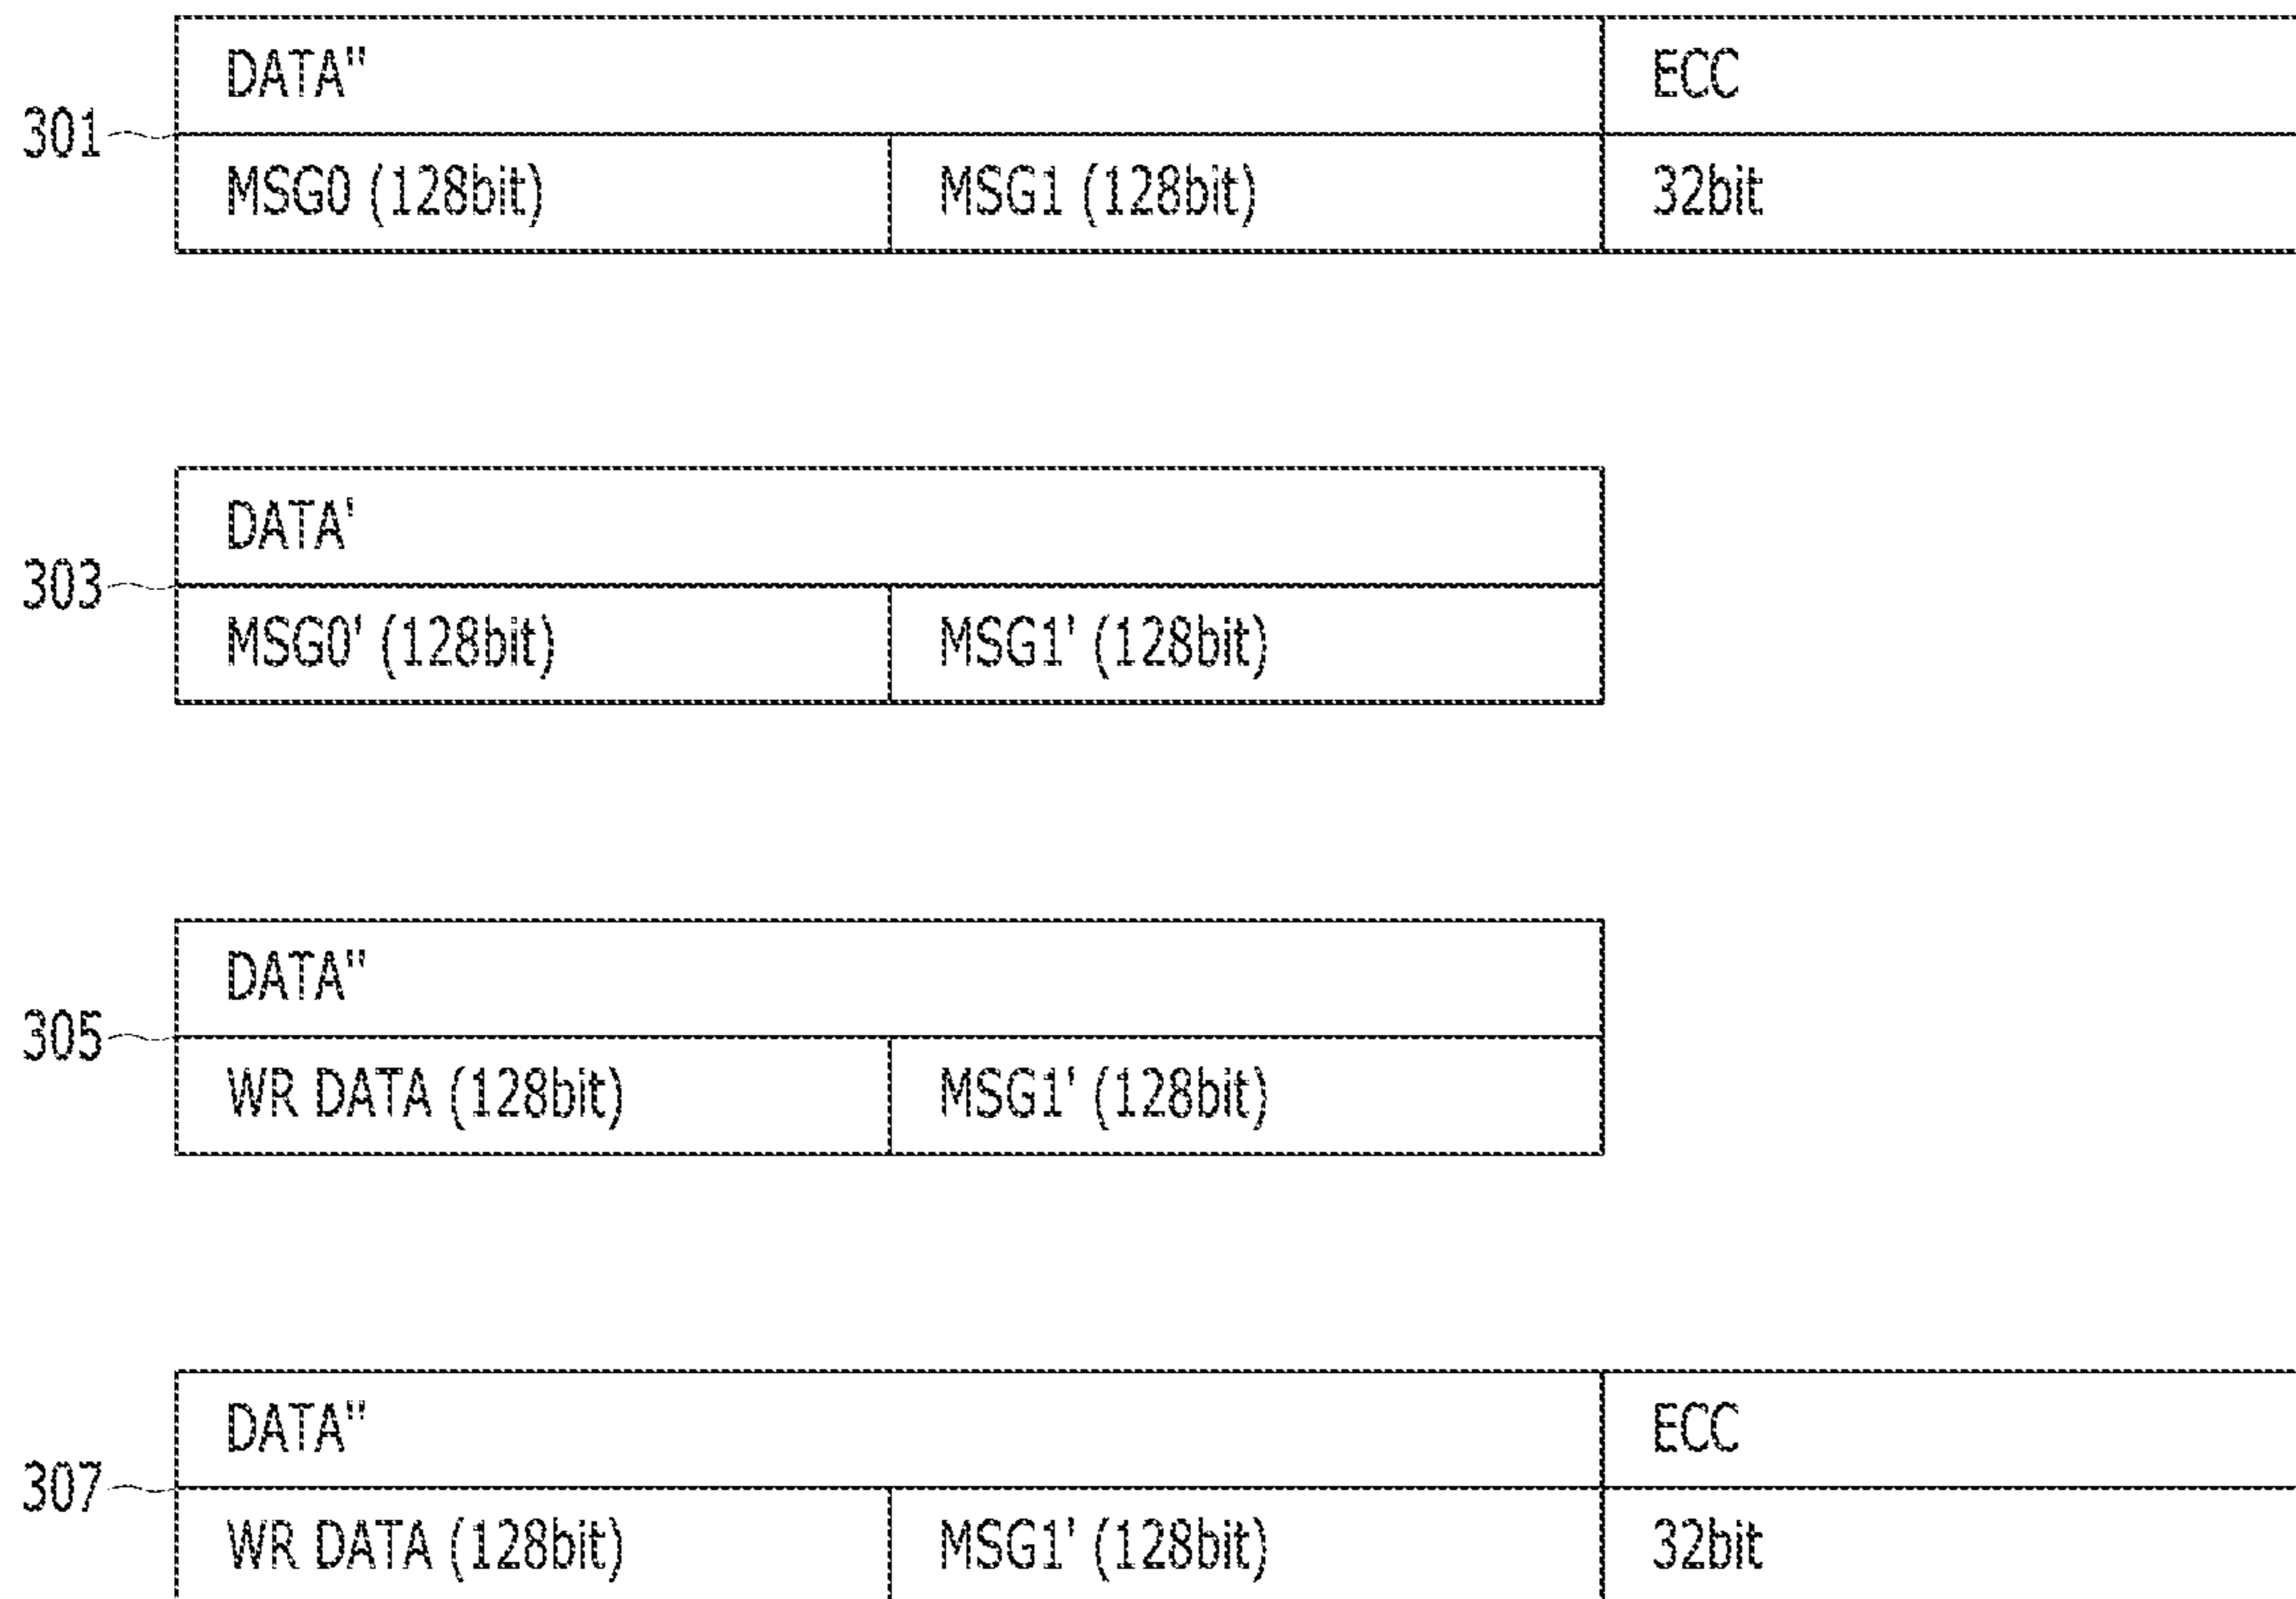 DATA" ECC
301
MSG0 (128bit) MSG1 (128bit) 32bit
DATA'
303
MSG0' (128bit) MSG1' (128bit)
DATA"
305
WR DATA (128bit) MSG1' (128bit)
DATA" ECC
307
WR DATA (128bit) MSG1' (128bit) 32bit